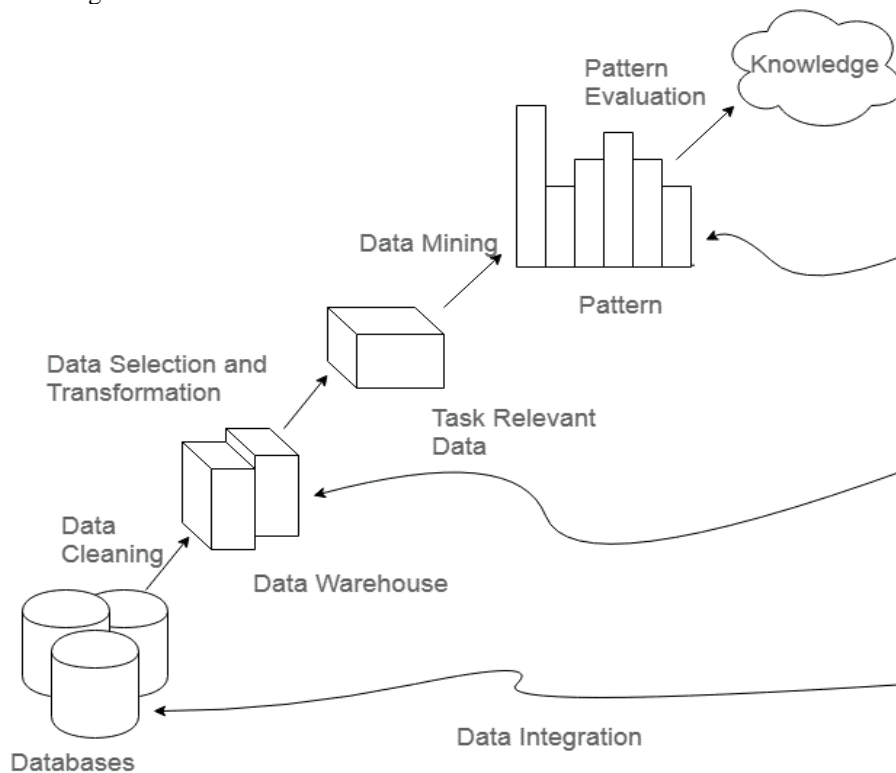 Knowledge
Pattern
Evaluation
Data Mining
Pattern
Data Selection and
Transformation
Task Relevant
Data
Data
Cleaning
Data Warehouse
Data Integration
Databases